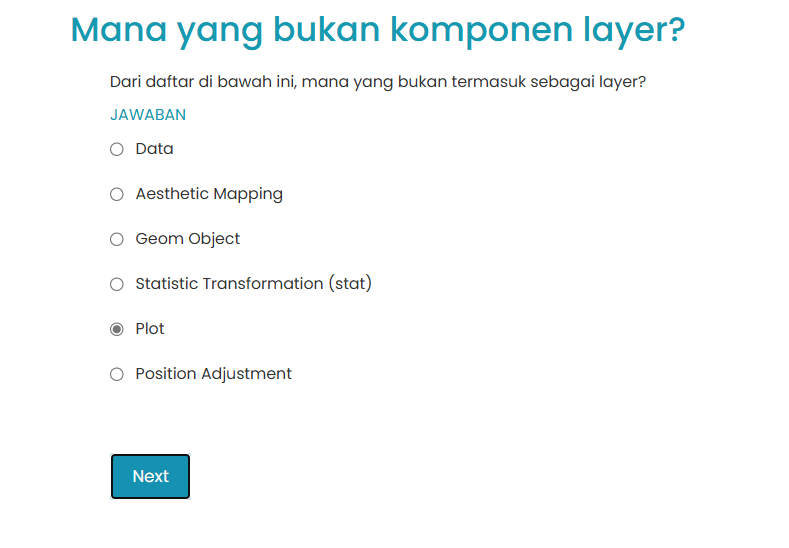 Mana yang bukan komponen layer?
Dari daftar di bawah ini, mana yang bukan termasuk sebagai layer?
JAWABAN
Data
Aesthetic Mapping
Geom Object
Statistic Transformation (stat)
Plot
Position Adjustment
Next